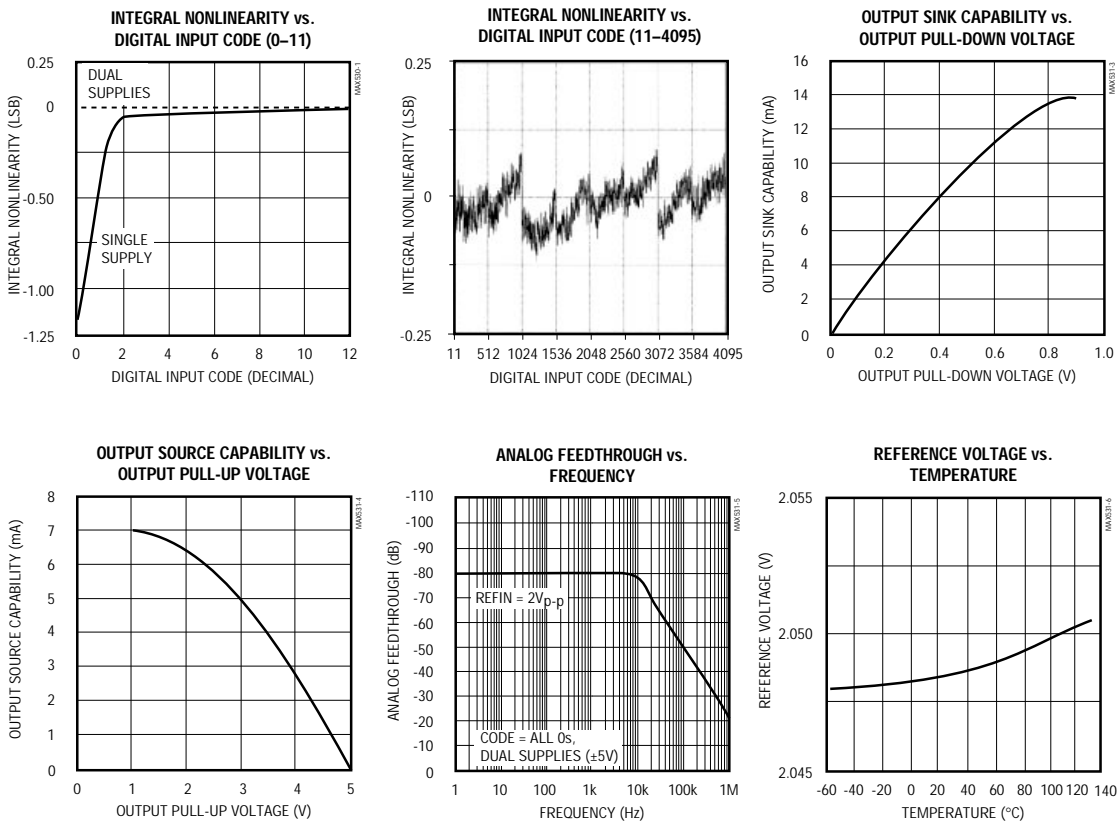 INTEGRAL NONLINEARITY vs.
DIGITAL INPUT CODE (0–11)
0.25
0
-0.50
-1.00
-1.25
INTEGRAL NONLINEARITY (LSB)
DUAL
SUPPLIES
SINGLE
SUPPLY
MAX530-1
0 2 4 6 8 10 12
DIGITAL INPUT CODE (DECIMAL)
INTEGRAL NONLINEARITY vs.
DIGITAL INPUT CODE (11–4095)
0.25
0
-0.25
INTEGRAL NONLINEARITY (LSB)
11 512 1024 1536 2048 2560 3072 3584 4095
DIGITAL INPUT CODE (DECIMAL)
OUTPUT SINK CAPABILITY vs.
OUTPUT PULL-DOWN VOLTAGE
16
14
12
10
8
6
4
2
0
OUTPUT SINK CAPABILITY (mA)
MAX531-3
0 0.2 0.4 0.6 0.8 1.0
OUTPUT PULL-DOWN VOLTAGE (V)
OUTPUT SOURCE CAPABILITY vs.
OUTPUT PULL-UP VOLTAGE
8
7
6
5
4
3
2
1
0
OUTPUT SOURCE CAPABILITY (mA)
MAX531-4
0 1 2 3 4 5
OUTPUT PULL-UP VOLTAGE (V)
ANALOG FEEDTHROUGH vs.
FREQUENCY
-110
-100
-90
-80
-70
-60
-50
-40
-30
-20
-10
0
ANALOG FEEDTHROUGH (dB)
REFIN = 2Vp-p
CODE = ALL 0s,
DUAL SUPPLIES (±5V)
MAX531-5
1 10 100 1k 10k 100k 1M
FREQUENCY (Hz)
REFERENCE VOLTAGE vs.
TEMPERATURE
2.055
2.050
2.045
REFERENCE VOLTAGE (V)
MAX531-6
-60 -40 -20 0 20 40 60 80 100 120 140
TEMPERATURE (°C)